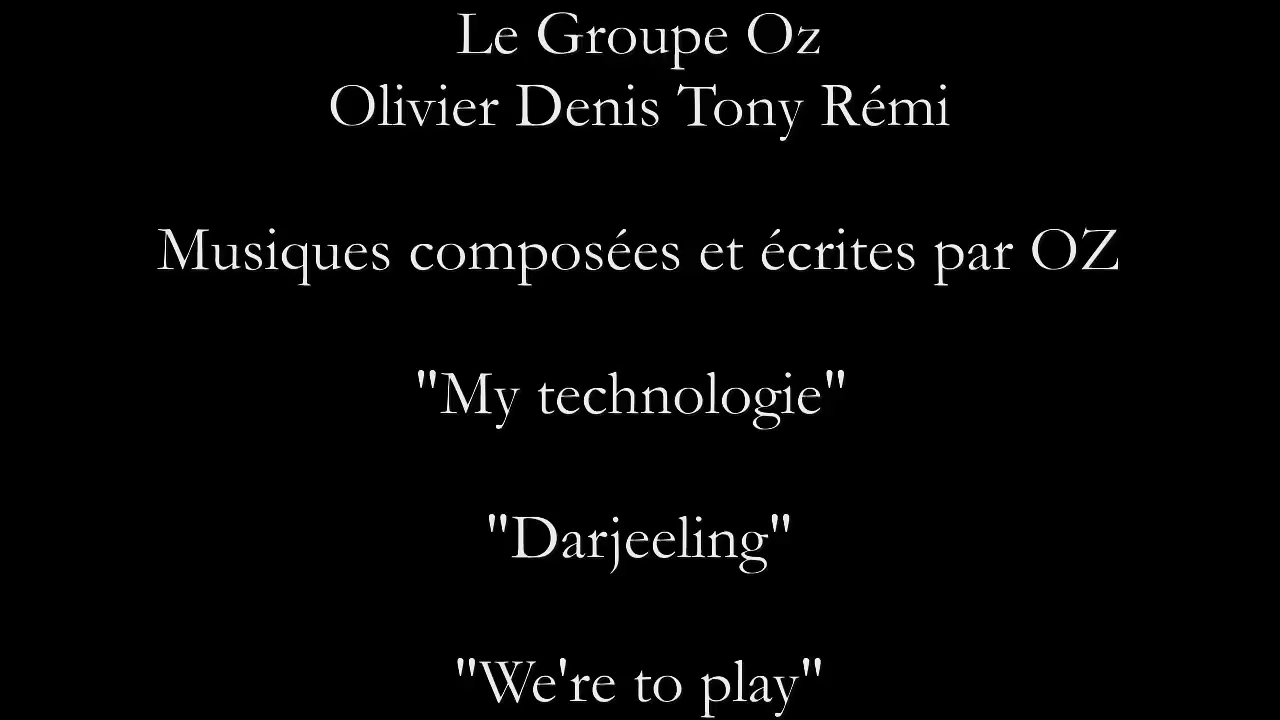 Le Groupe Oz
Olivier Denis Tony Rémi
Musiques composées et écrites par OZ
"My technologie"
"Darjeeling"
"We're to play"